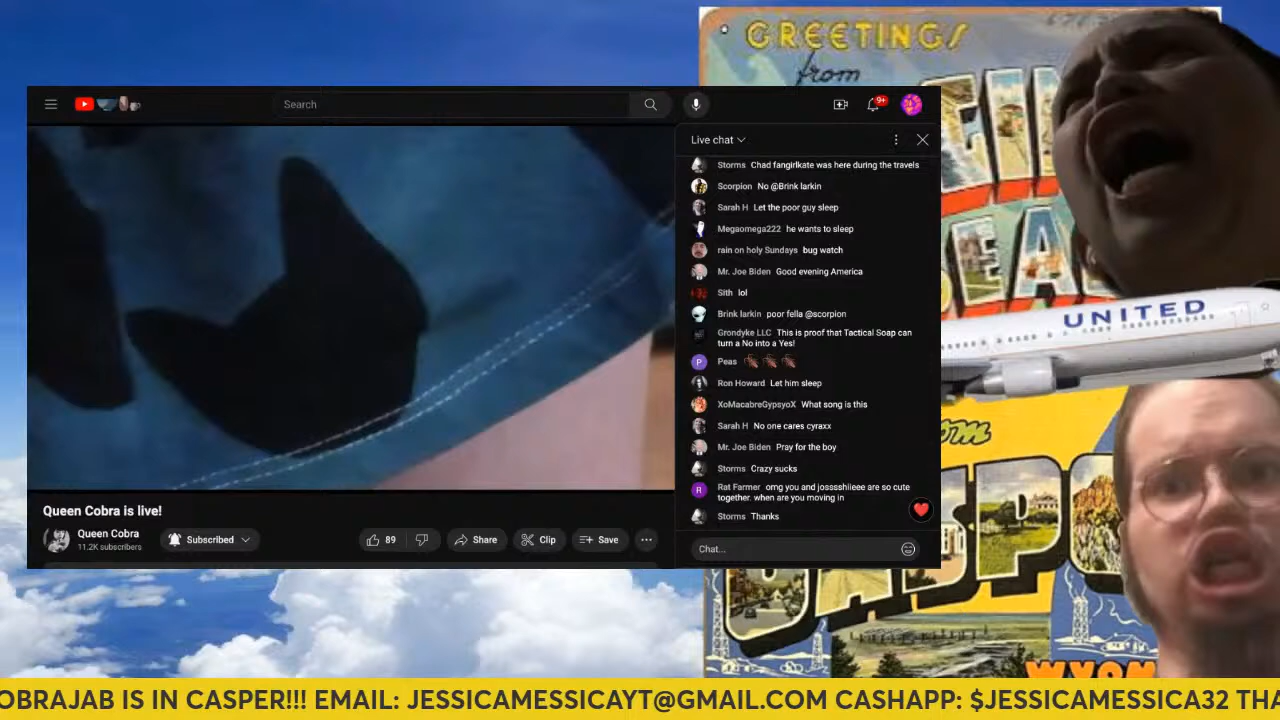 GREETINGS
from
Search
9+
UNITED
Live chat
Storms Chad fangirlkate was here during the travels
Scorpion No @Brink larkin
Sarah H Let the poor guy sleep
Megaomega222 he wants to sleep
rain on holy Sundays bug watch
Mr. Joe Biden Good evening America
Sith lol
Brink larkin poor fella @scorpion
Grondyke LLC This is proof that Tactical Soap can
turn a No into a Yes!
P Peas
Ron Howard Let him sleep
XoMacabreGypsyoX What song is this
Sarah H No one cares cyraxx
Mr. Joe Biden Pray for the boy
Storms Crazy sucks
R Rat Farmer omg you and josssshiieee are so cute
together. when are you moving in
Storms Thanks
Chat...
Queen Cobra is live!
Queen Cobra
11.2K subscribers
Subscribed
89
Share
Clip
Save
OBRAJAB IS IN CASPER!!! EMAIL: JESSICAMESSICAYT@GMAIL.COM CASHAPP: $JESSICAMESSICA32 THA